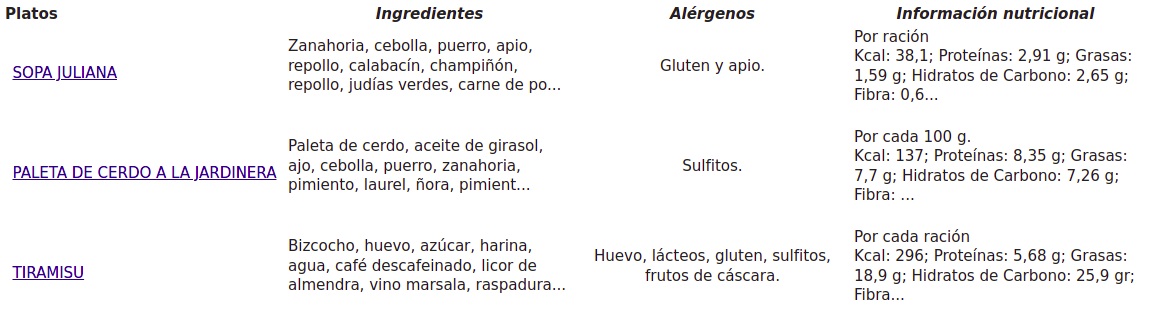 Platos Ingredientes Alérgenos Información nutricional
SOPA JULIANA
Zanahoria, cebolla, puerro, apio,
repollo, calabacín, champiñón,
repollo, judías verdes, carne de po...
Gluten y apio.
Por ración
Kcal: 38,1; Proteínas: 2,91 g; Grasas:
1,59 g; Hidratos de Carbono: 2,65 g;
Fibra: 0,6...
PALETA DE CERDO A LA JARDINERA
Paleta de cerdo, aceite de girasol,
ajo, cebolla, puerro, zanahoria,
pimiento, laurel, ñora, pimient...
Sulfitos.
Por cada 100 g.
Kcal: 137; Proteínas: 8,35 g; Grasas:
7,7 g; Hidratos de Carbono: 7,26 g;
Fibra: ...
TIRAMISU
Bizcocho, huevo, azúcar, harina,
agua, café descafeinado, licor de
almendra, vino marsala, raspadura...
Huevo, lácteos, gluten, sulfitos,
frutos de cáscara.
Por cada ración
Kcal: 296; Proteínas: 5,68 g; Grasas:
18,9 g; Hidratos de Carbono: 25,9 gr;
Fibra...